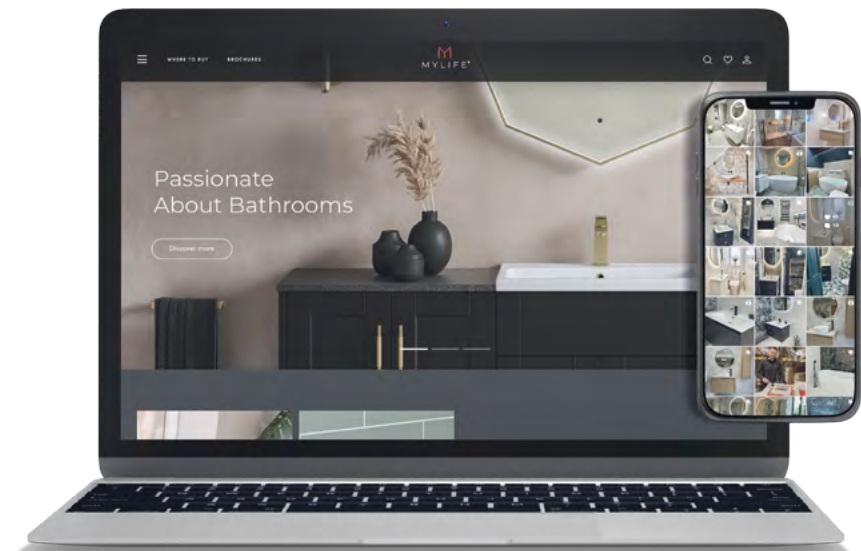 WHERE TO BUY
BROCHURES
MYLIFE
Passionate
About Bathrooms
Discover more